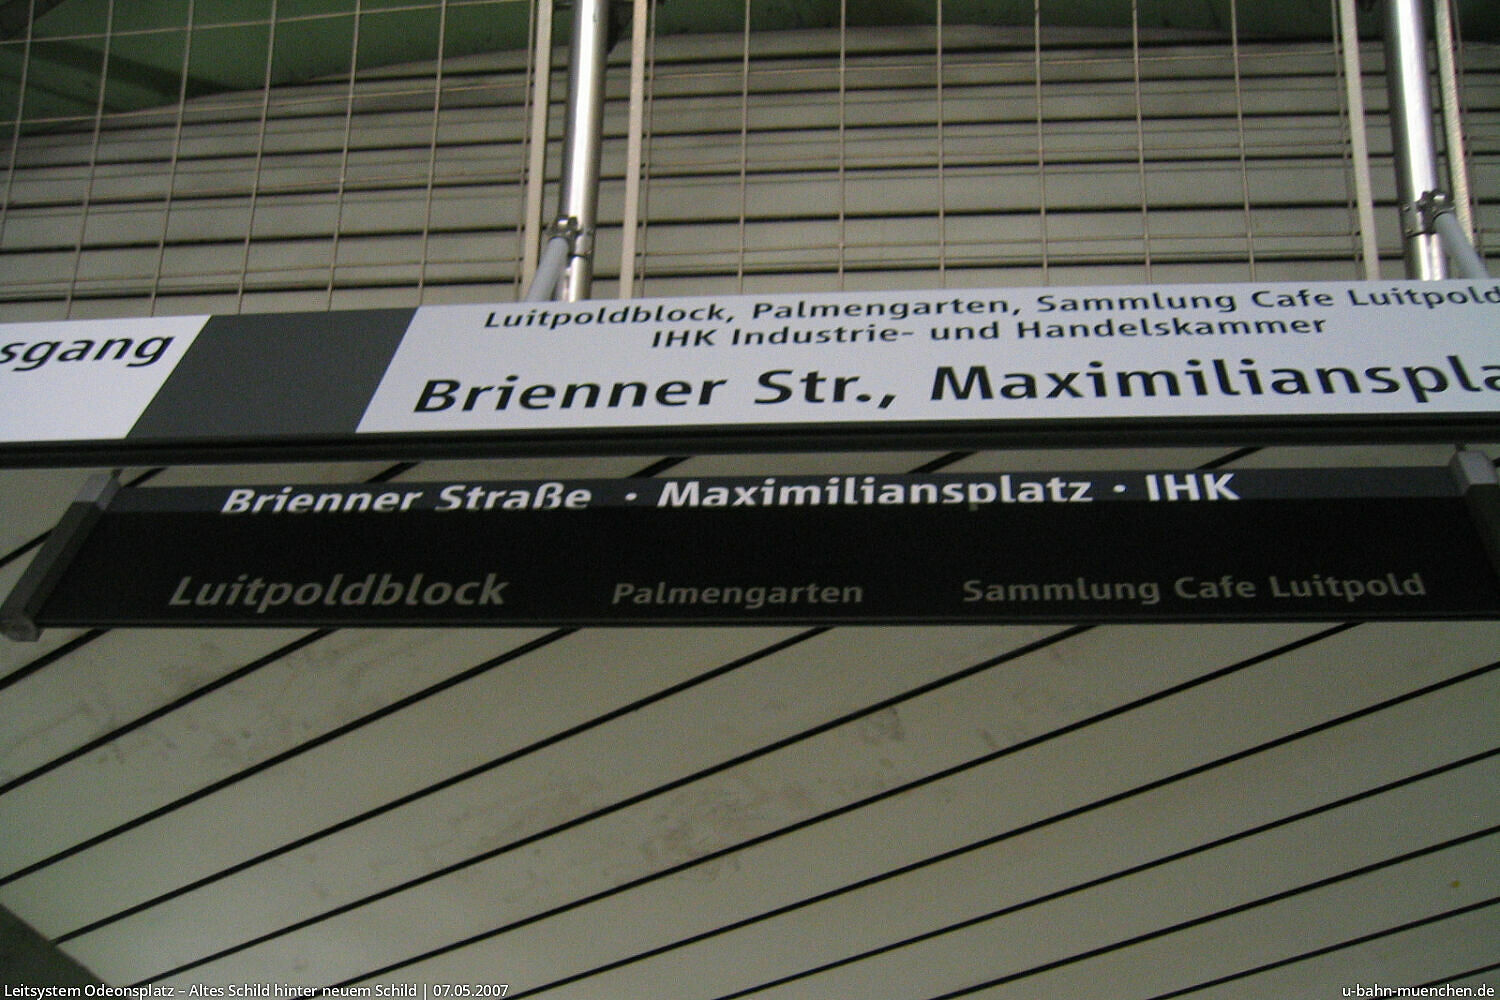 sgang
Luitpoldblock, Palmengarten, Sammlung Cafe Luitpold
IHK Industrie- und Handelskammer
Brienner Str., Maximilianspla
Brienner Straße · Maximiliansplatz · IHK
Luitpoldblock Palmengarten Sammlung Cafe Luitpold
Leitsystem Odeonsplatz – Altes Schild hinter neuem Schild | 07.05.2007
u-bahn-muenchen.de